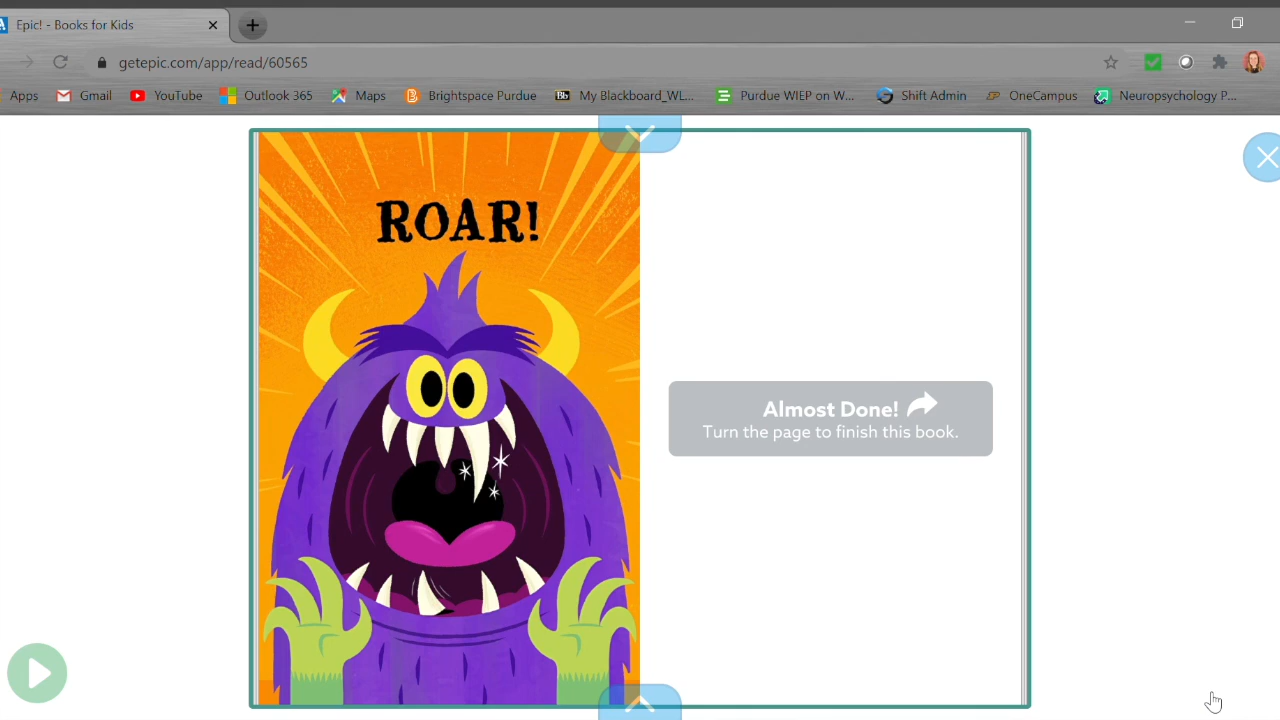 Epic! - Books for Kids
getepic.com/app/read/60565
Apps Gmail YouTube Outlook 365 Maps Brightspace Purdue Bb My Blackboard_WL... Purdue WIEP on W... Shift Admin OneCampus Neuropsychology P...
ROAR!
Almost Done!
Turn the page to finish this book.